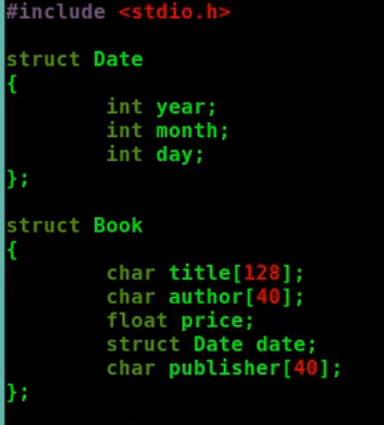 #include <stdio.h>
struct Date
{
int year;
int month;
int day;
};
struct Book
{
char title[128];
char author[40];
float price;
struct Date date;
char publisher[40];
};